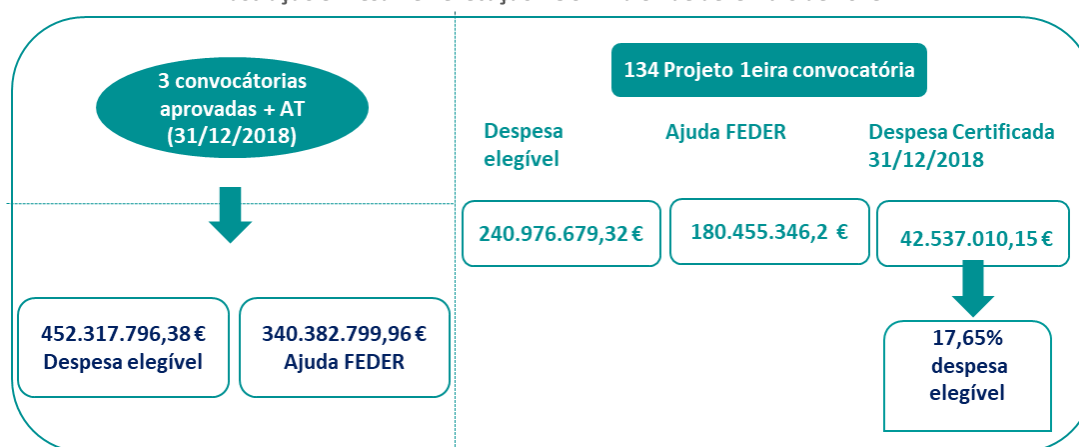 3 convocátorias
aprovadas + AT
(31/12/2018)
452.317.796,38 €
Despesa elegível
340.382.799,96 €
Ajuda FEDER
134 Projeto 1eira convocatória
Despesa
elegível
Ajuda FEDER
Despesa Certificada
31/12/2018
240.976.679,32 €
180.455.346,2 €
42.537.010,15 €
17,65%
despesa
elegível